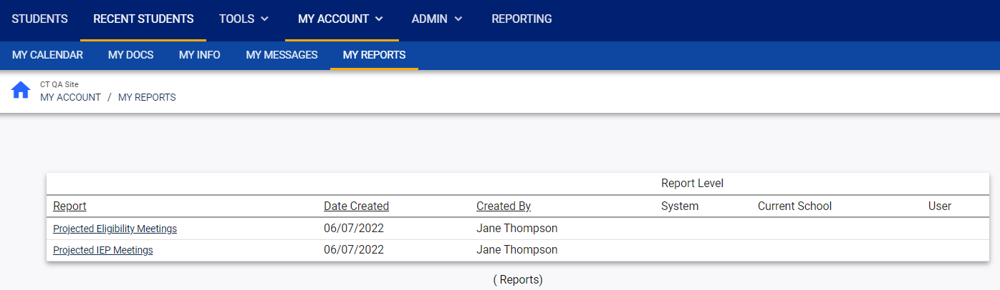 STUDENTS RECENT STUDENTS TOOLS MY ACCOUNT ADMIN REPORTING
MY CALENDAR MY DOCS MY INFO MY MESSAGES MY REPORTS
CT QA Site
MY ACCOUNT / MY REPORTS
Report Level
Report Date Created Created By System Current School User
Projected Eligibility Meetings 06/07/2022 Jane Thompson
Projected IEP Meetings 06/07/2022 Jane Thompson
( Reports)